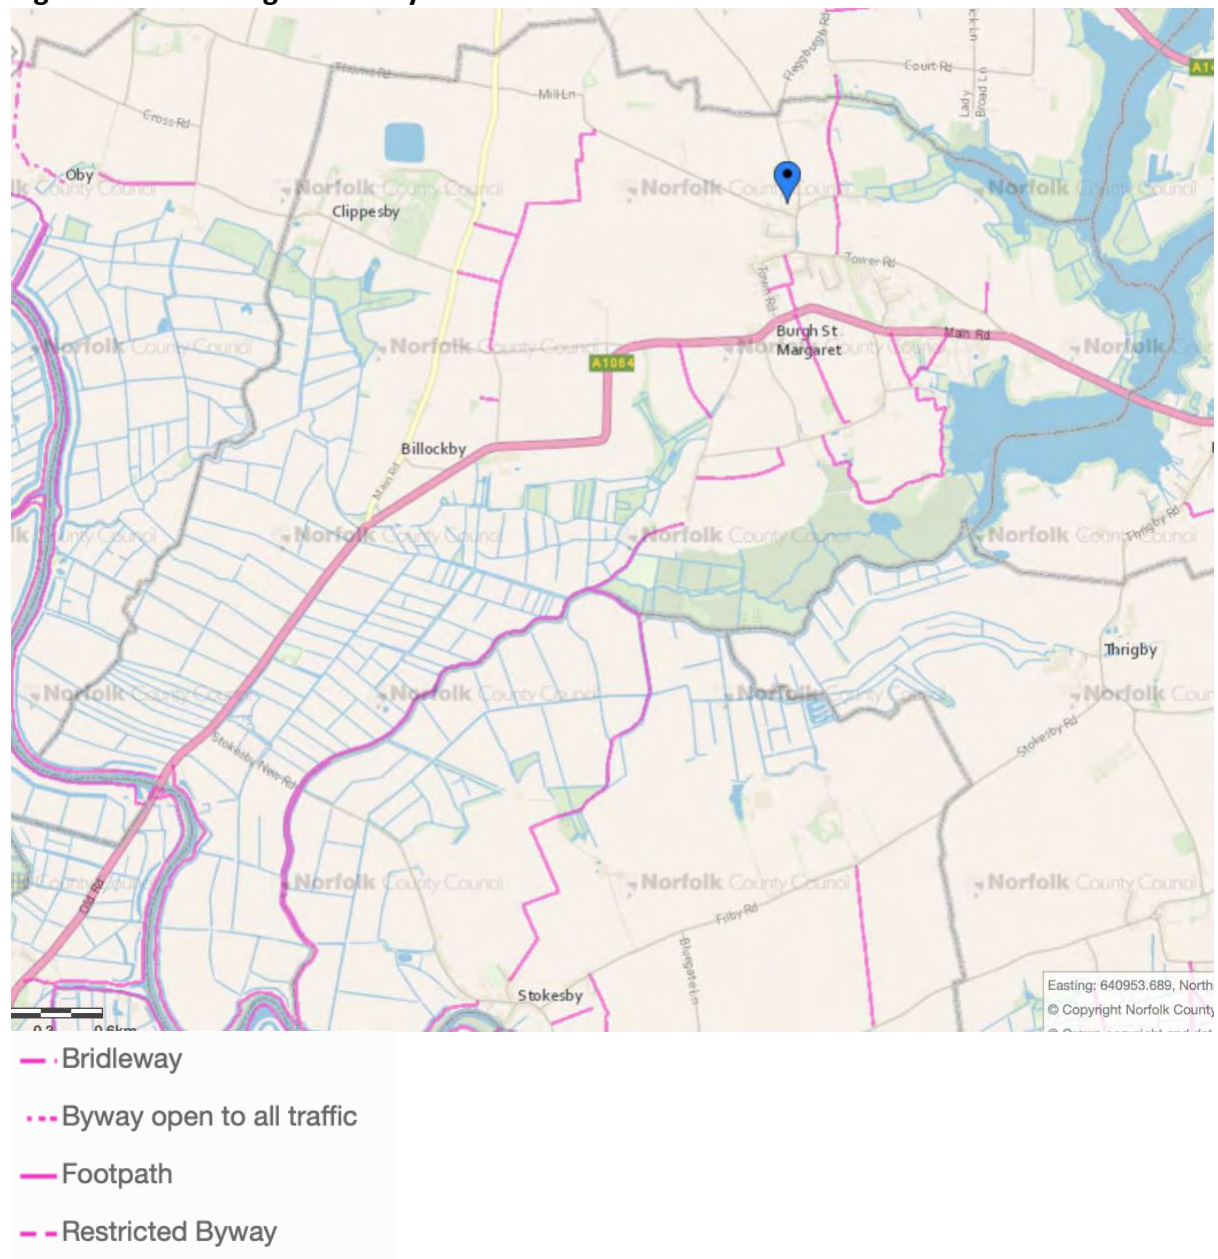 Flaggburgh Rd
Court Rd
A14
Thurne Rd
Mill Ln
Lady
Broad Ln
Cross Rd
Oby
Norfolk County Council
Norfolk County Council
Norfolk County Council
Clippesby
Tower Rd
Town Rd
Norfolk County Council
Norfolk County Council
Norfolk County Council
Norfolk
Burgh St
Margaret
Main Rd
A1064
Billockby
Main Rd
Norfolk County Council
Norfolk County Council
Norfolk County Council
Thrigby Rd
Thrigby
Norfolk County Council
Norfolk County Council
Norfolk County Council
Norfolk
Stokesby New Rd
Stokesby Rd
Norfolk County Council
Norfolk County Council
Norfolk County Council
Old Rd
Filby Rd
Bluegate Ln
Stokesby
Easting: 640953.689, North
© Copyright Norfolk County
0.6km
Bridleway
Byway open to all traffic
Footpath
Restricted Byway